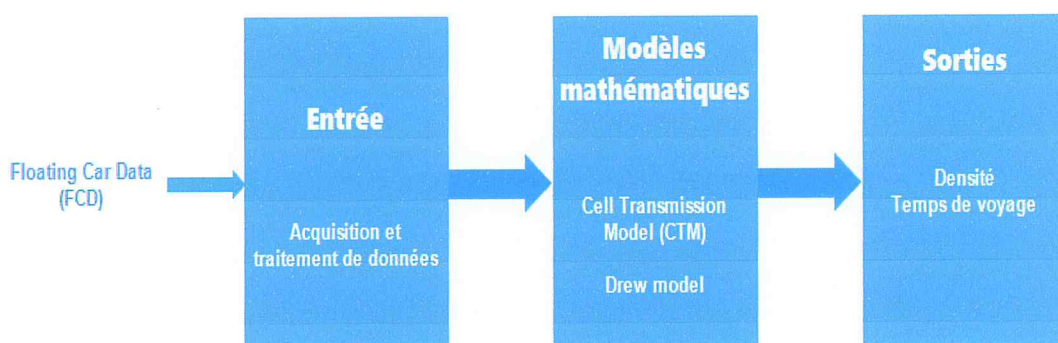 Floating Car Data
(FCD)
Entrée
Acquisition et
traitement de données
Modèles
mathématiques
Cell Transmission
Model (CTM)
Drew model
Sorties
Densité
Temps de voyage